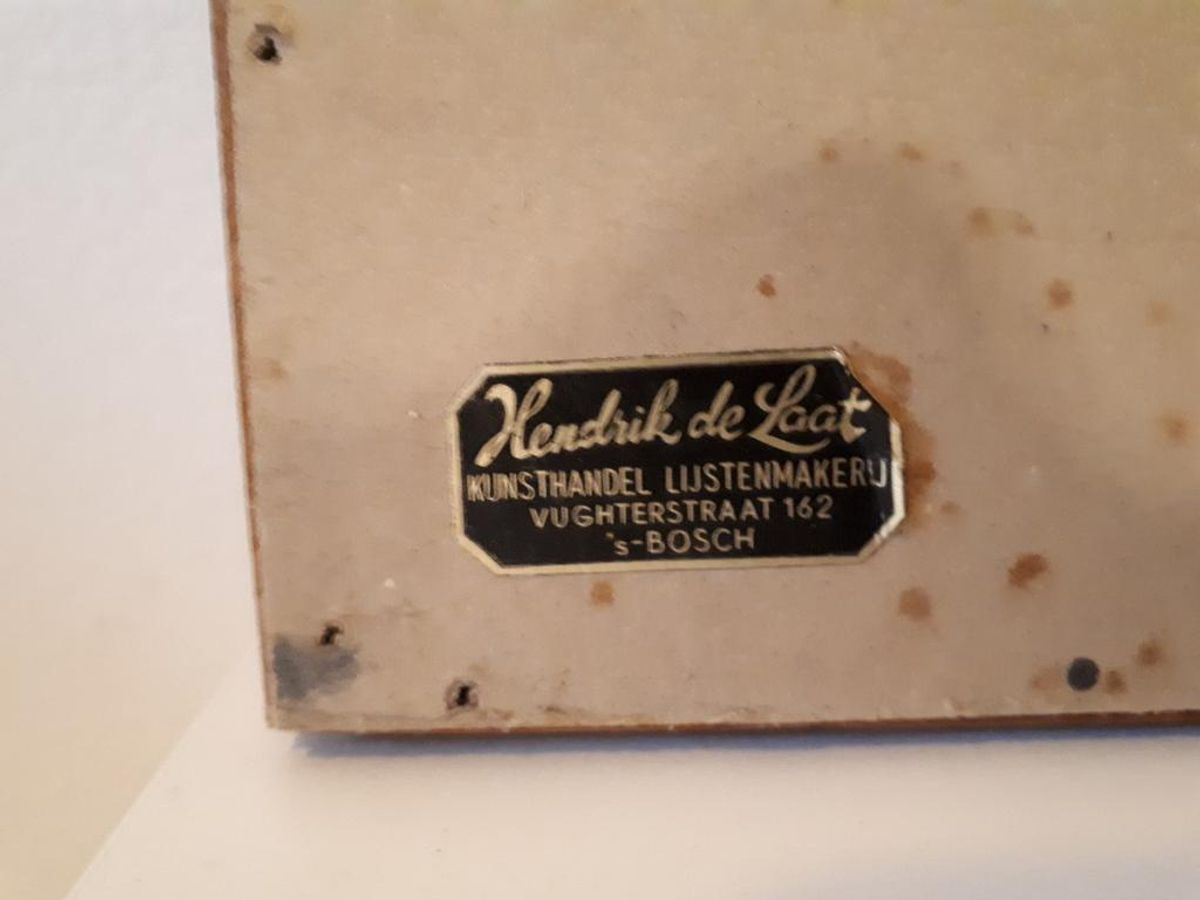 Hendrik de Laat
KUNSTHANDEL LIJSTENMAKERIJ
VUGHTERSTRAAT 162
's-BOSCH